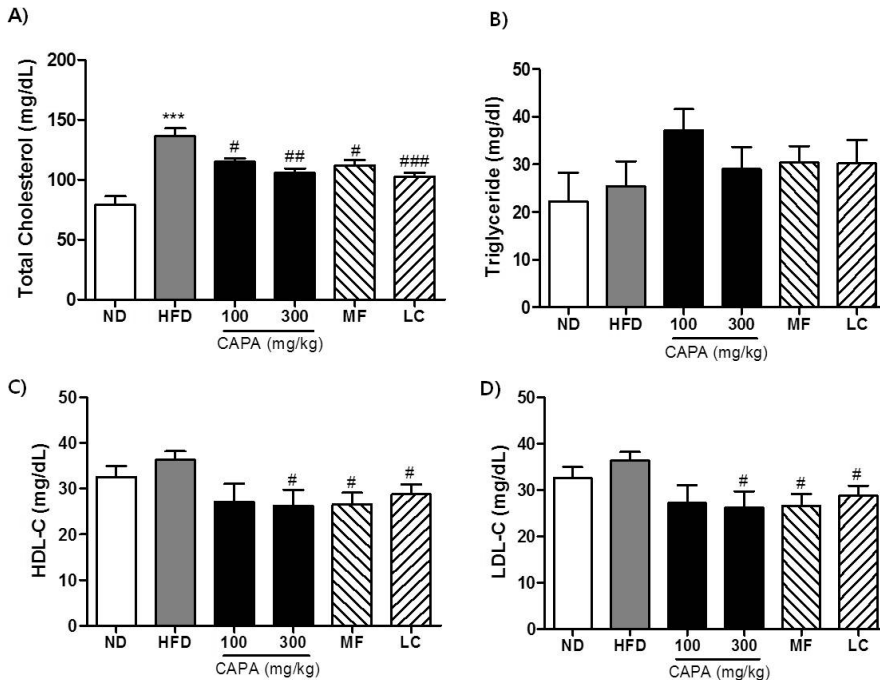 A)
Total Cholesterol (mg/dL)
200
150
100
50
0
***
#
##
#
###
ND HFD 100 300 MF LC
CAPA (mg/kg)
B)
Triglyceride (mg/dl)
50
40
30
20
10
0
ND HFD 100 300 MF LC
CAPA (mg/kg)
C)
HDL-C (mg/dL)
50
40
30
20
10
0
#
#
#
ND HFD 100 300 MF LC
CAPA (mg/kg)
D)
LDL-C (mg/dL)
50
40
30
20
10
0
#
#
#
ND HFD 100 300 MF LC
CAPA (mg/kg)